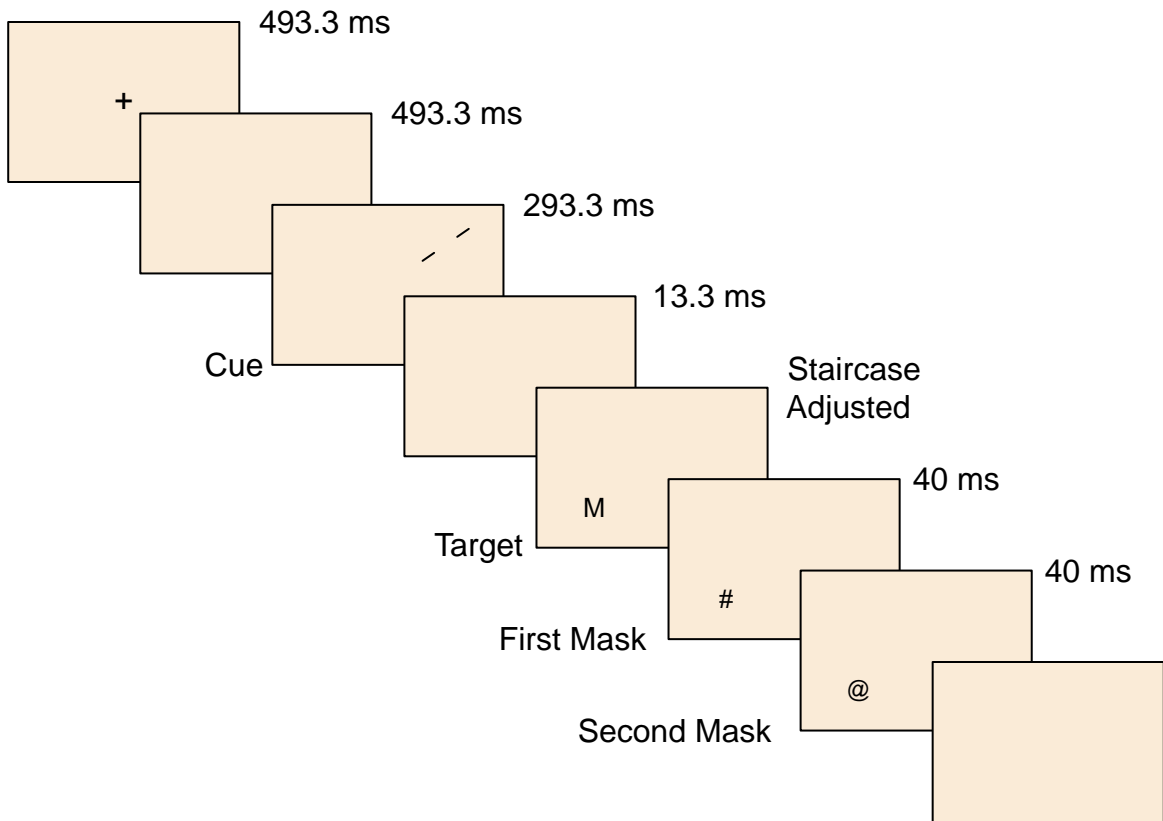 493.3 ms
+
493.3 ms
293.3 ms
Cue
13.3 ms
Staircase
Adjusted
M
Target
40 ms
#
First Mask
40 ms
@
Second Mask